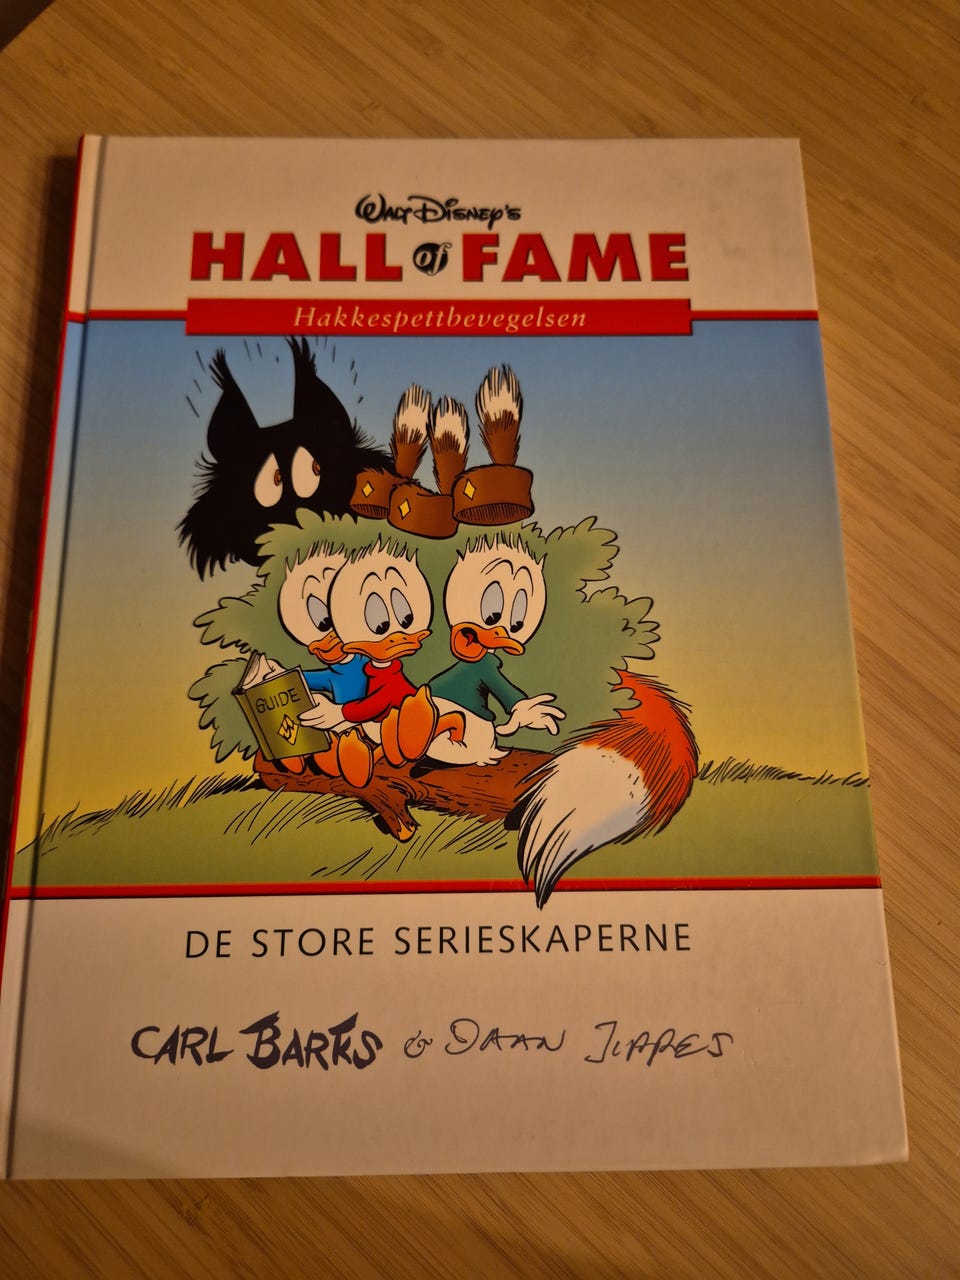 WALT DISNEY'S
HALL of FAME
Hakkespettbevegelsen
GUIDE
DE STORE SERIESKAPERNE
CARL BARKS & DAAN JIPPES